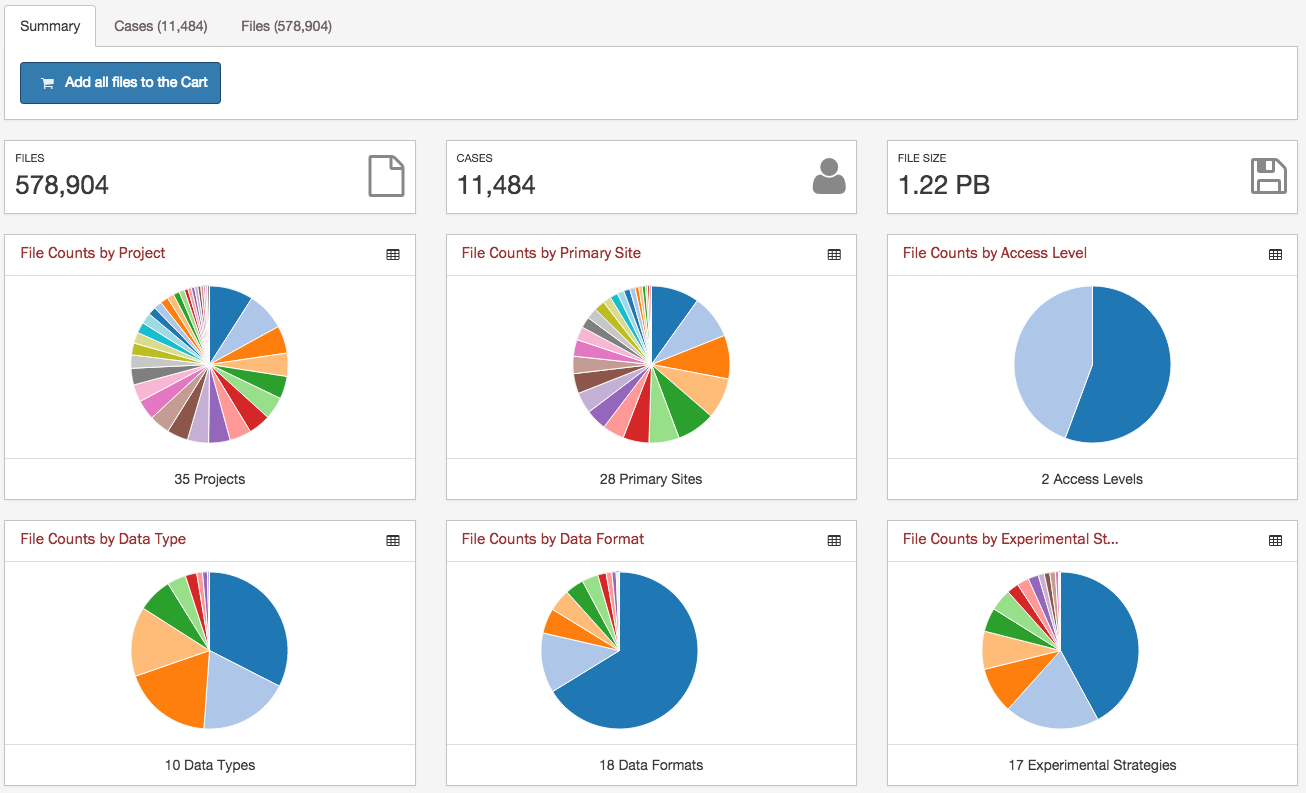 Summary
Cases (11,484)
Files (578,904)
Add all files to the Cart
FILES
578,904
CASES
11,484
FILE SIZE
1.22 PB
File Counts by Project
File Counts by Primary Site
File Counts by Access Level
35 Projects
28 Primary Sites
2 Access Levels
File Counts by Data Type
File Counts by Data Format
File Counts by Experimental St...
10 Data Types
18 Data Formats
17 Experimental Strategies